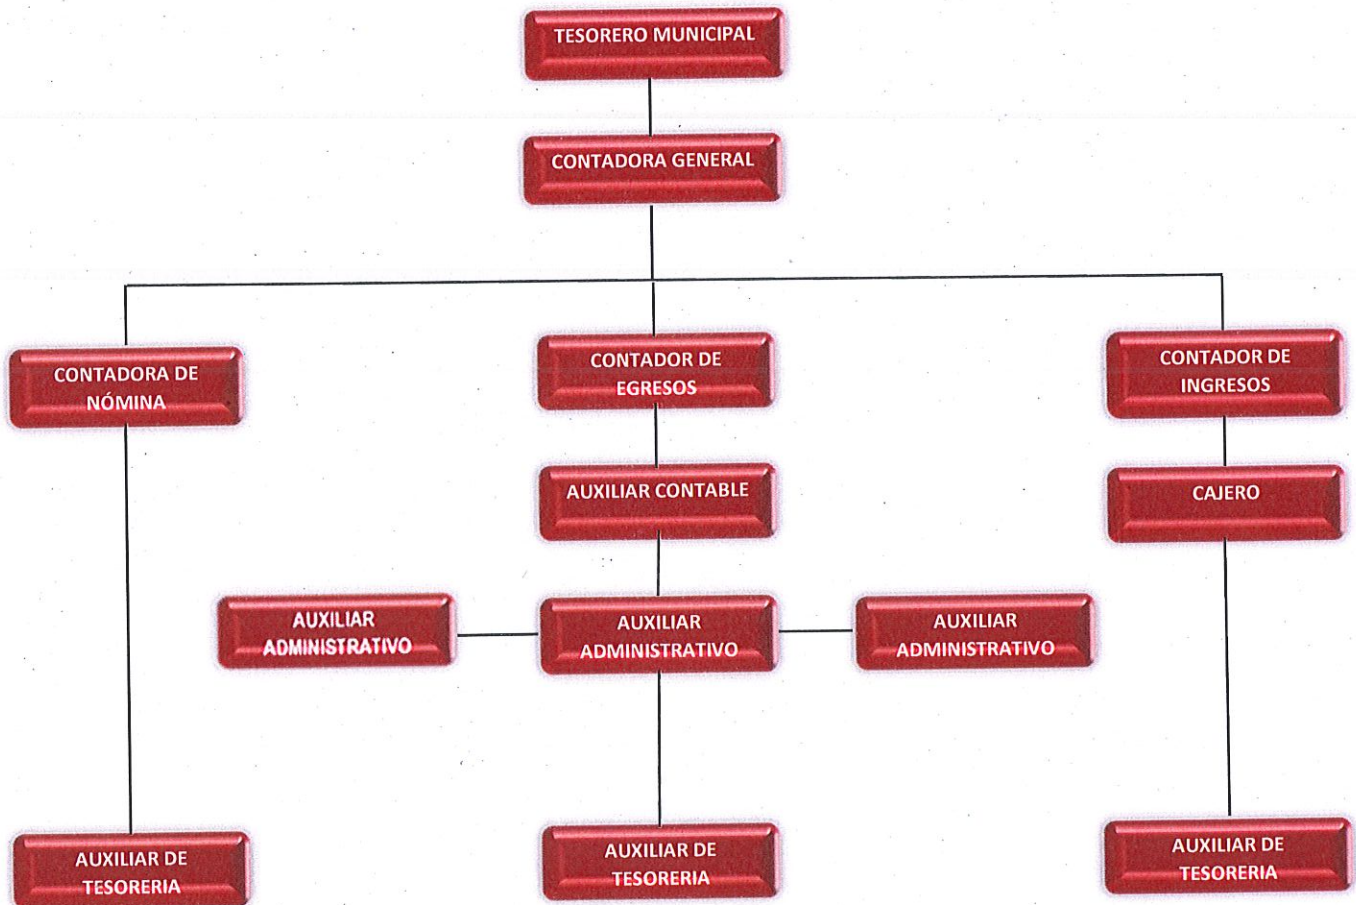 TESORERO MUNICIPAL
CONTADORA GENERAL
CONTADORA DE
NÓMINA
CONTADOR DE
EGRESOS
CONTADOR DE
INGRESOS
AUXILIAR CONTABLE
CAJERO
AUXILIAR
ADMINISTRATIVO
AUXILIAR
ADMINISTRATIVO
AUXILIAR
ADMINISTRATIVO
AUXILIAR DE
TESORERIA
AUXILIAR DE
TESORERIA
AUXILIAR DE
TESORERIA